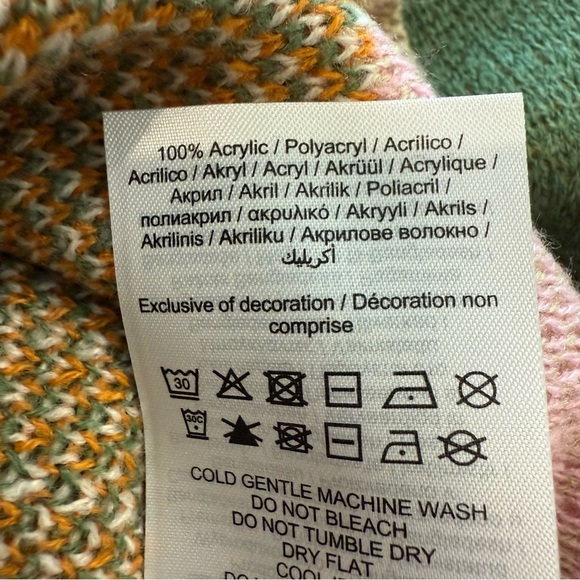 100% Acrylic / Polyacryl / Acrílico /
Acrilico / Akryl / Acryl / Akrüül / Acrylique /
Акрил / Akril / Akrilik / Poliacril /
полиакрил / ακρυλικό / Akryyli / Akrils /
Akrilinis / Akriliku / Акрилове волокно /
أكريليك
Exclusive of decoration / Décoration non
comprise
30
30C
COLD GENTLE MACHINE WASH
DO NOT BLEACH
DO NOT TUMBLE DRY
DRY FLAT